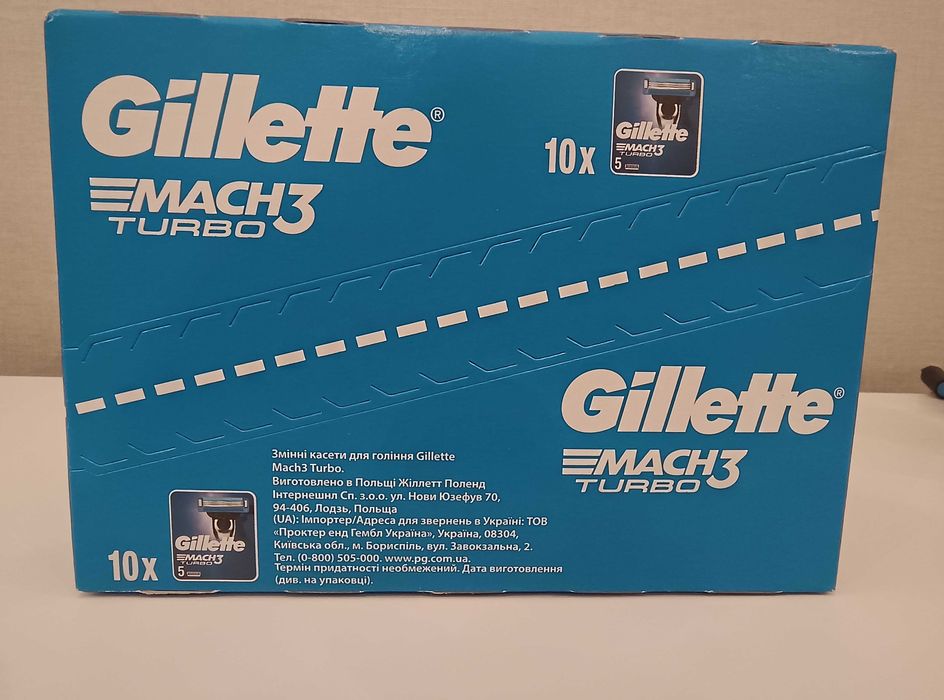 Gillette®
MACH3
TURBO
10x
Gillette
MACH3
TURBO
5
Gillette®
MACH3
TURBO
Змінні касети для гоління Gillette
Mach3 Turbo.
Виготовлено в Польщі Жіллетт Поленд
Інтернешнл Сп. з.о.о. ул. Нови Юзефув 70,
94-406, Лодзь, Польща
(UA): Імпортер/Адреса для звернень в Україні: ТОВ
«Проктер енд Гембл Україна», Україна, 08304,
Київська обл., м. Бориспіль, вул. Завокзальна, 2.
Тел. (0-800) 505-000. www.pg.com.ua.
Термін придатності необмежений. Дата виготовлення
(див. на упаковці).
10x
Gillette
MACH3
TURBO
5